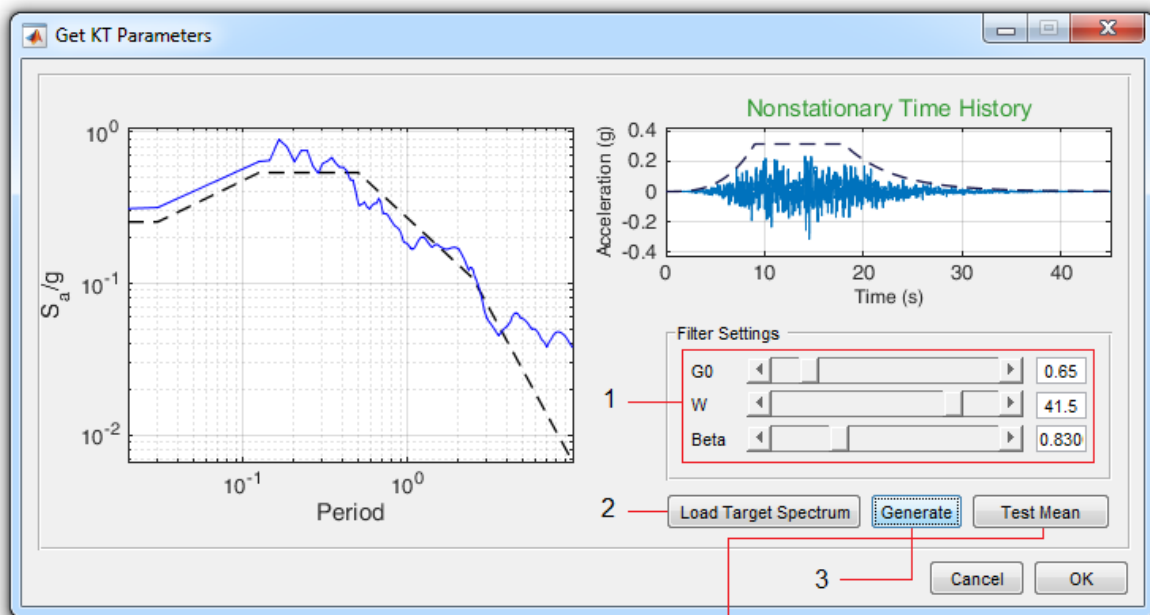 Get KT Parameters
10^0
10^-1
10^-2
S_a/g
10^-1
10^0
Period
Nonstationary Time History
0.4
0.2
0
-0.2
-0.4
Acceleration (g)
0
10
20
30
40
Time (s)
Filter Settings
1
G0
0.65
W
41.5
Beta
0.830
2
Load Target Spectrum
Generate
Test Mean
3
Cancel
OK